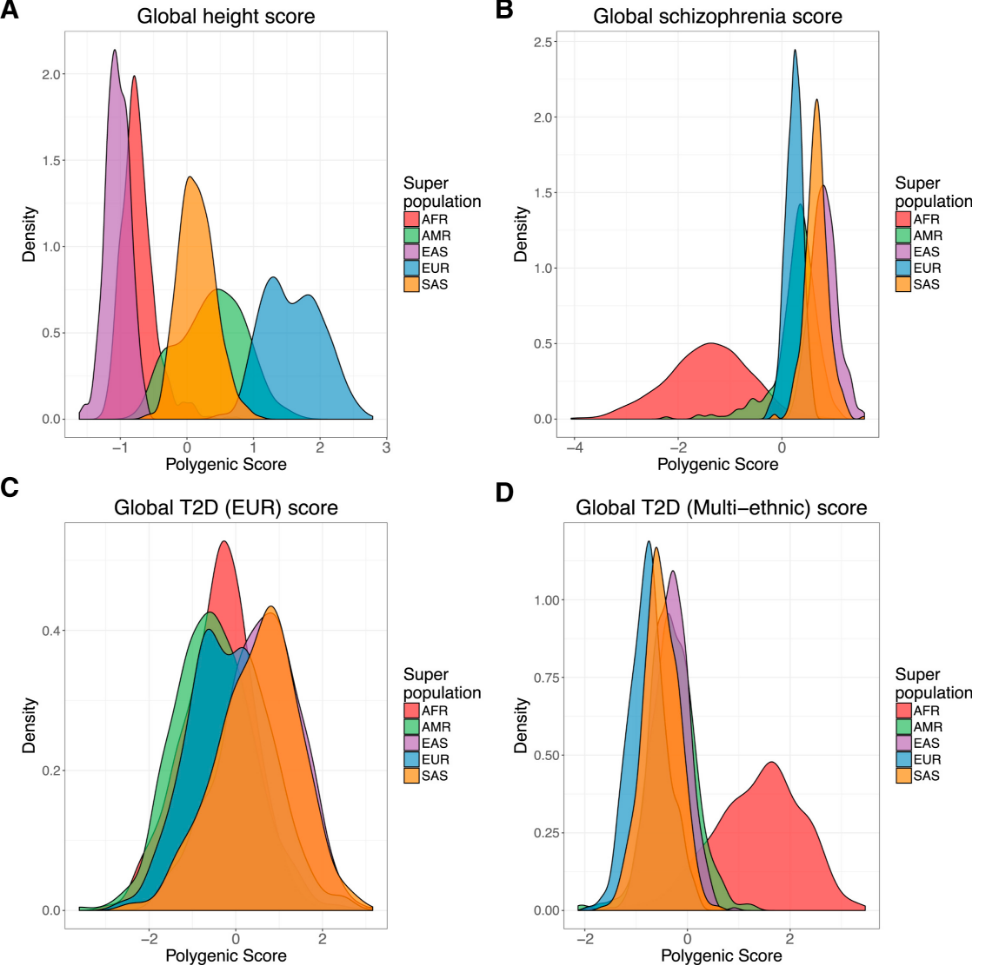 A
Global height score
Density
2.0
1.5
1.0
0.5
0.0
−1
0
1
2
3
Polygenic Score
Super
population
AFR
AMR
EAS
EUR
SAS
B
Global schizophrenia score
Density
2.5
2.0
1.5
1.0
0.5
0.0
−4
−2
0
Polygenic Score
Super
population
AFR
AMR
EAS
EUR
SAS
C
Global T2D (EUR) score
Density
0.4
0.2
0.0
−2
0
2
Polygenic Score
Super
population
AFR
AMR
EAS
EUR
SAS
D
Global T2D (Multi−ethnic) score
Density
1.00
0.75
0.50
0.25
0.00
−2
0
2
Polygenic Score
Super
population
AFR
AMR
EAS
EUR
SAS